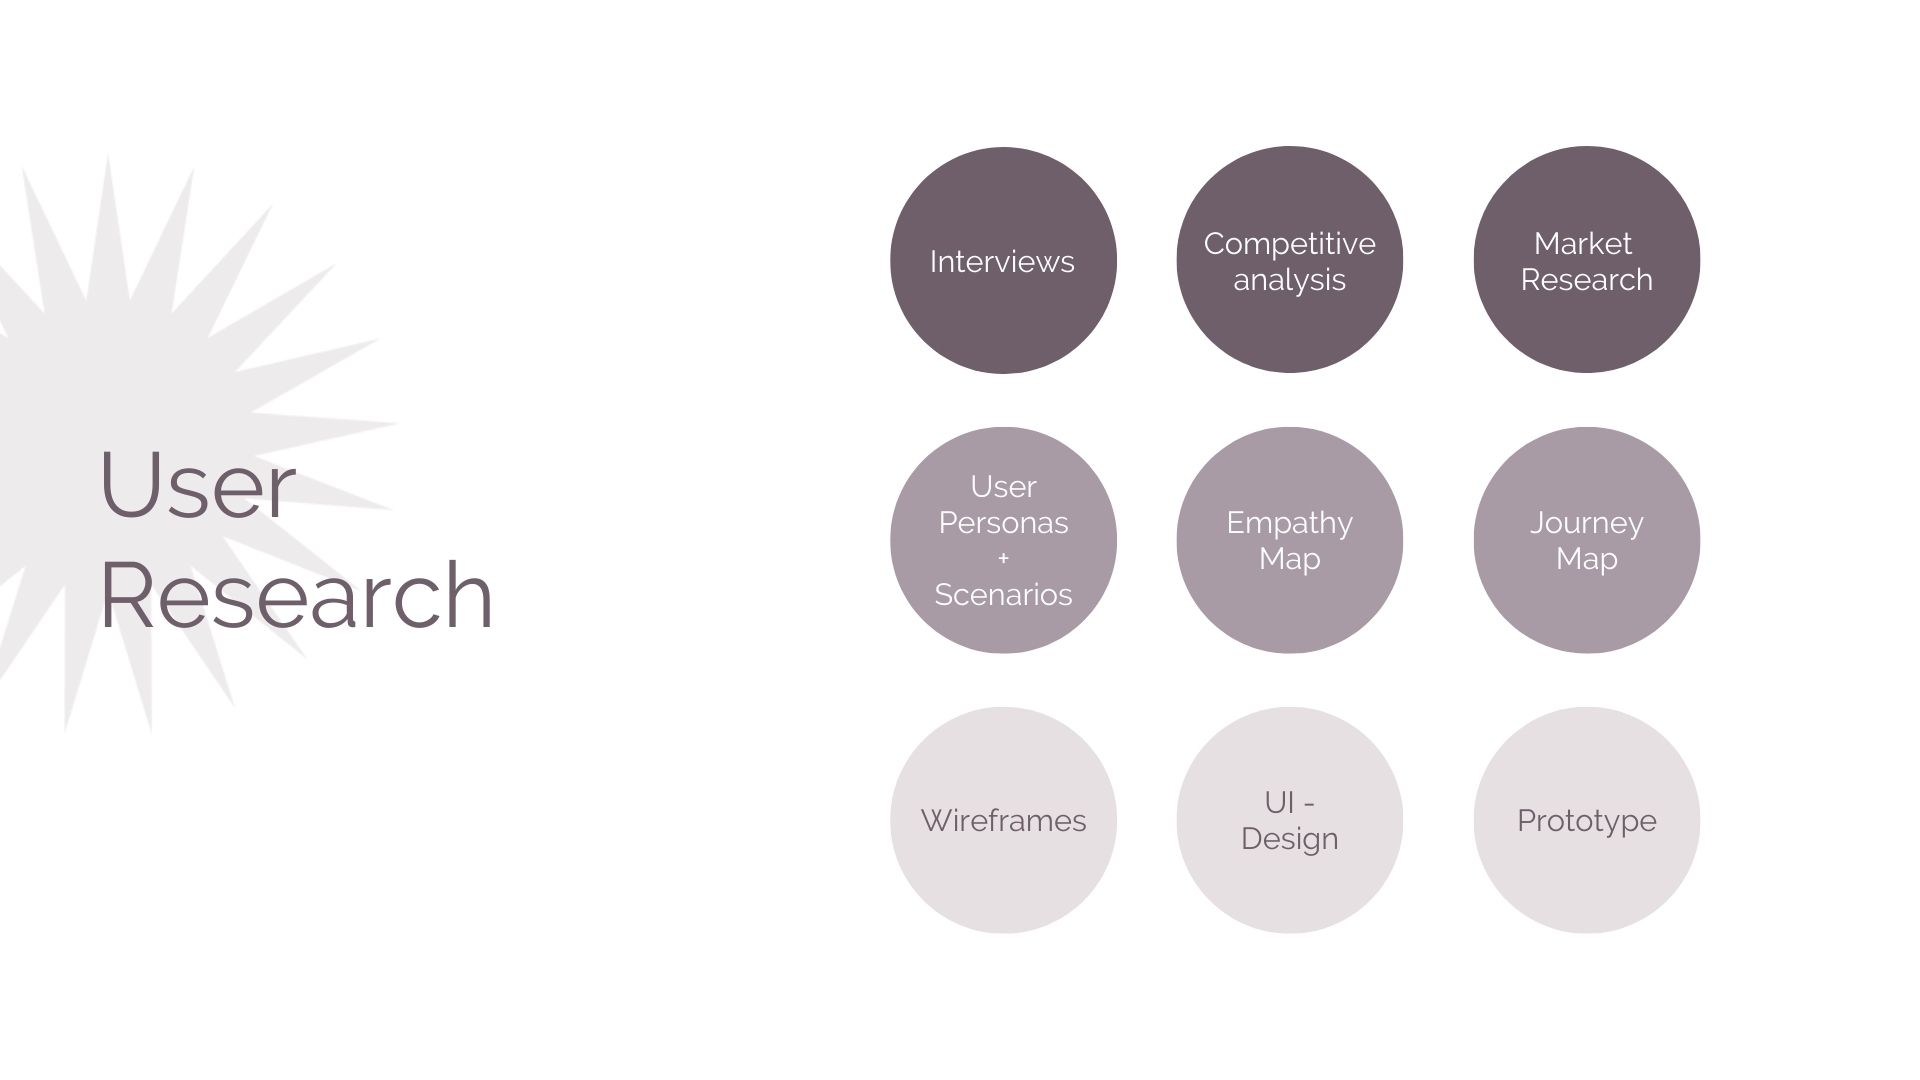 User
Research
Interviews
Competitive
analysis
Market
Research
User
Personas
+
Scenarios
Empathy
Map
Journey
Map
Wireframes
UI -
Design
Prototype